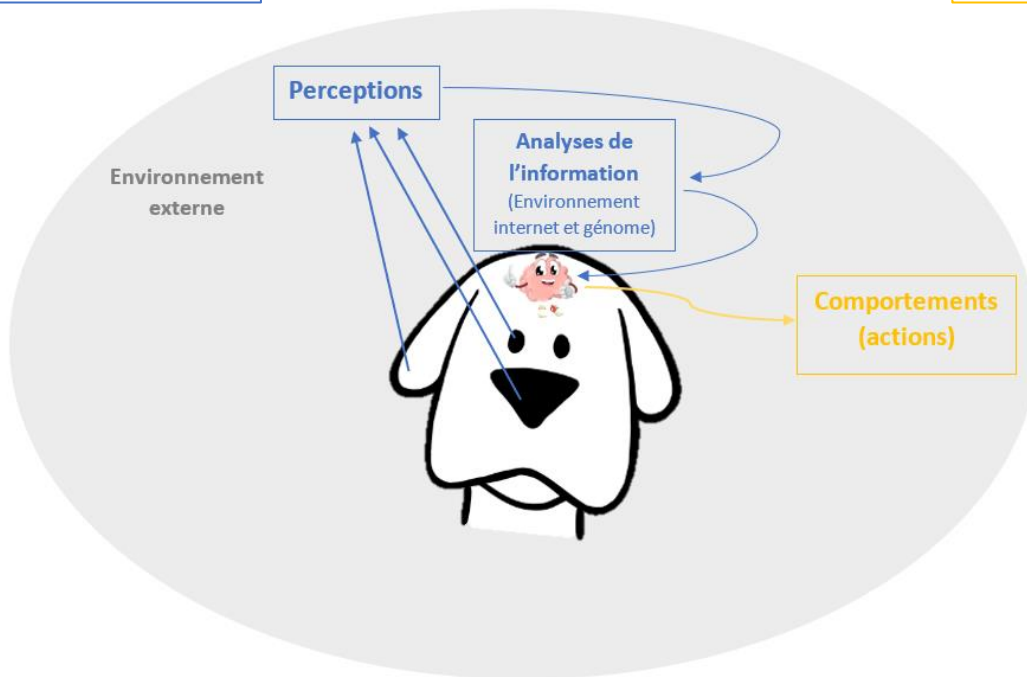 Perceptions
Analyses de
l'information
(Environnement
internet et génome)
Environnement
externe
Comportements
(actions)